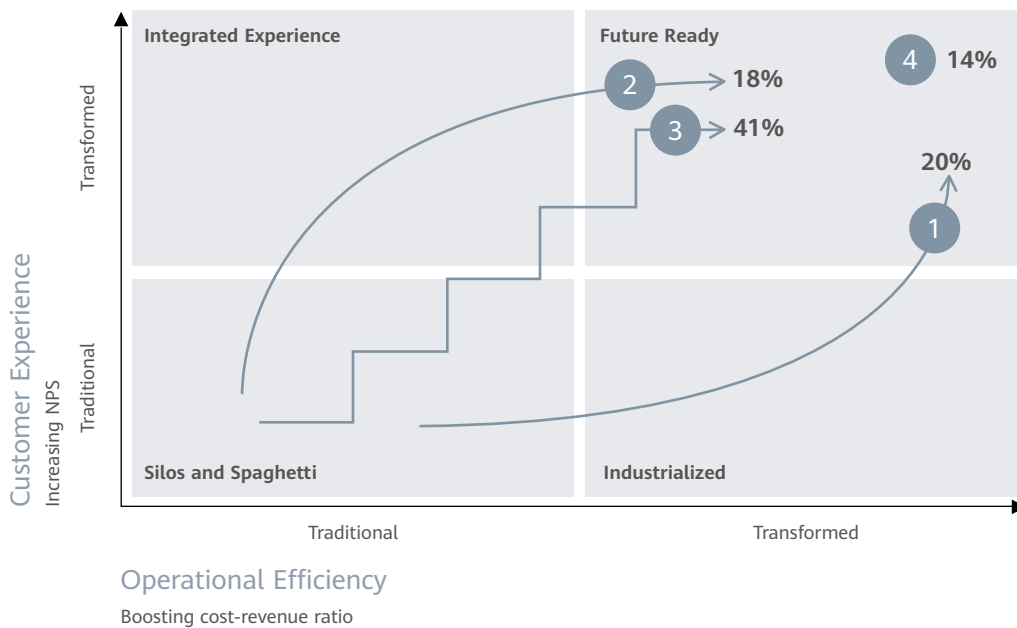 Integrated Experience
Future Ready
4 14%
2 18%
3 41%
20%
1
Transformed
Traditional
Customer Experience
Increasing NPS
Silos and Spaghetti
Industrialized
Traditional
Transformed
Operational Efficiency
Boosting cost-revenue ratio